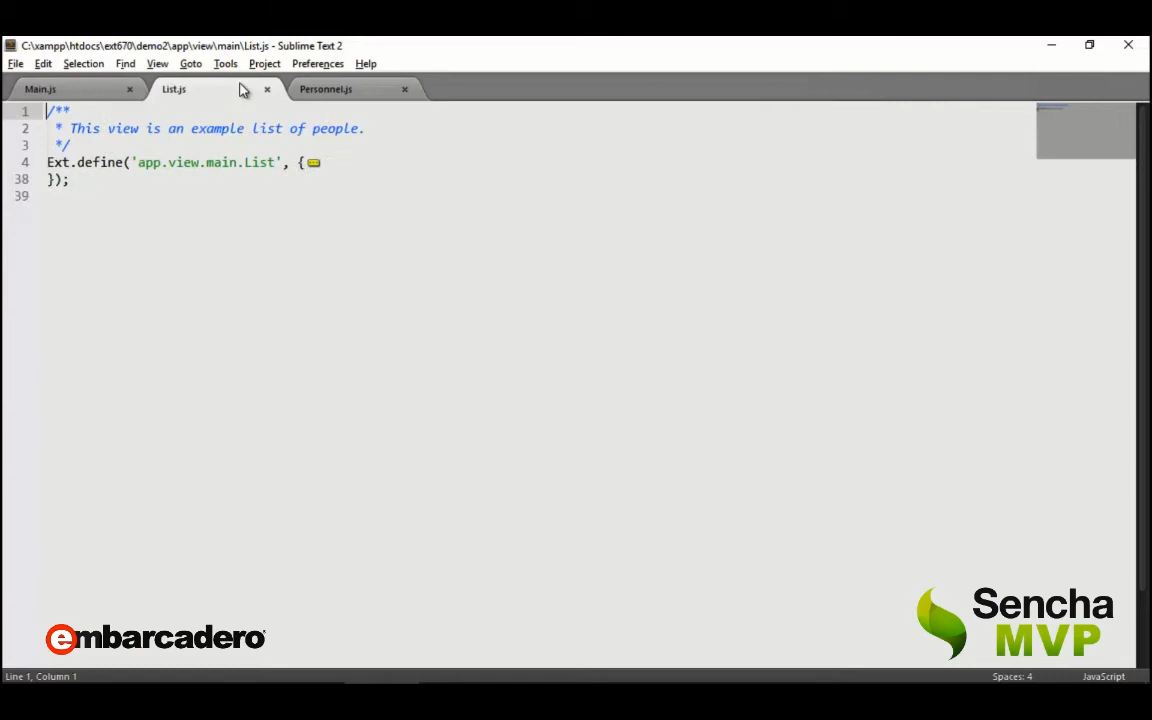 C:\xampp\htdocs\ext670\demo2\app\view\main\List.js - Sublime Text 2
File Edit Selection Find View Goto Tools Project Preferences Help
Main.js × List.js × Personnel.js ×
1 /**
2 * This view is an example list of people.
3 */
4 Ext.define('app.view.main.List', {
38 });
39
embarcadero
Sencha
MVP
Line 1, Column 1 Spaces: 4 JavaScript